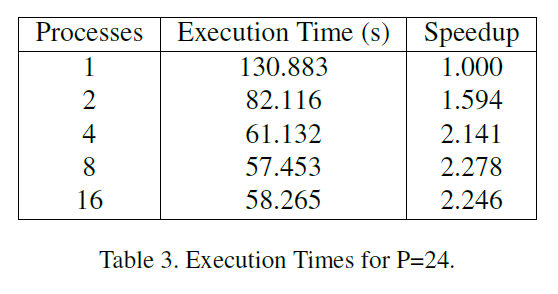 Processes Execution Time (s) Speedup
1 130.883 1.000
2 82.116 1.594
4 61.132 2.141
8 57.453 2.278
16 58.265 2.246
Table 3. Execution Times for P=24.